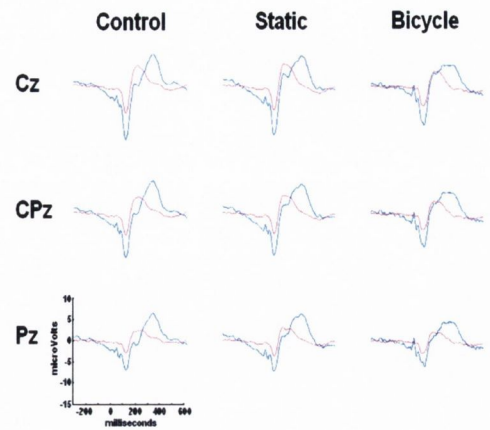 Control Static Bicycle
Cz
CPz
Pz
10
5
0
-5
-10
-15
microVolts
-200 0 200 400 600
milliseconds